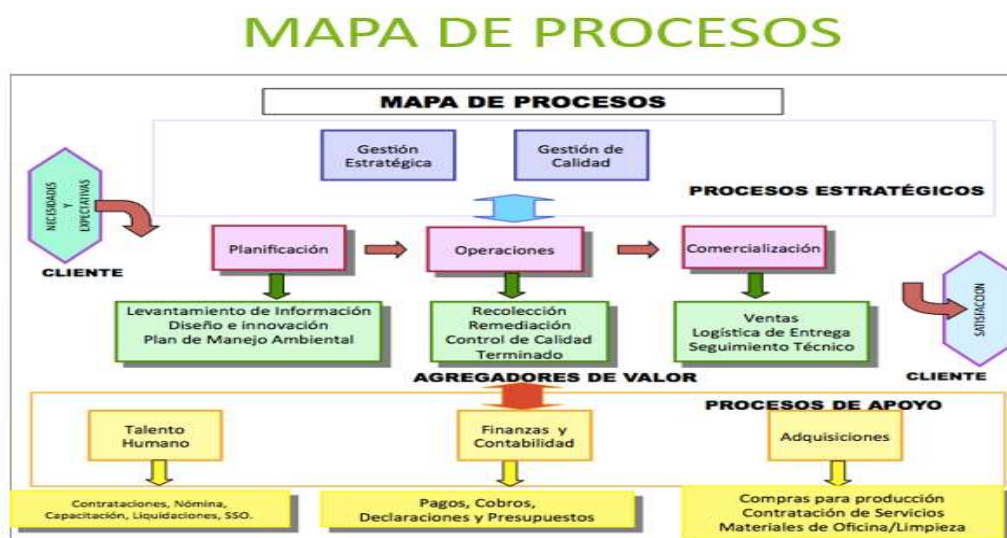 MAPA DE PROCESOS
MAPA DE PROCESOS
Gestión
Estratégica
Gestión de
Calidad
PROCESOS ESTRATÉGICOS
NECESIDADES
Y
EXPECTATIVAS
CLIENTE
Planificación
Operaciones
Comercialización
Levantamiento de Información
Diseño e innovación
Plan de Manejo Ambiental
Recolección
Remediación
Control de Calidad
Terminado
Ventas
Logística de Entrega
Seguimiento Técnico
SATISFACCOON
CLIENTE
AGREGADORES DE VALOR
PROCESOS DE APOYO
Talento
Humano
Finanzas y
Contabilidad
Adquisiciones
Contrataciones, Nómina,
Capacitación, Liquidaciones, SSO.
Pagos, Cobros,
Declaraciones y Presupuestos
Compras para producción
Contratación de Servicios
Materiales de Oficina/Limpieza